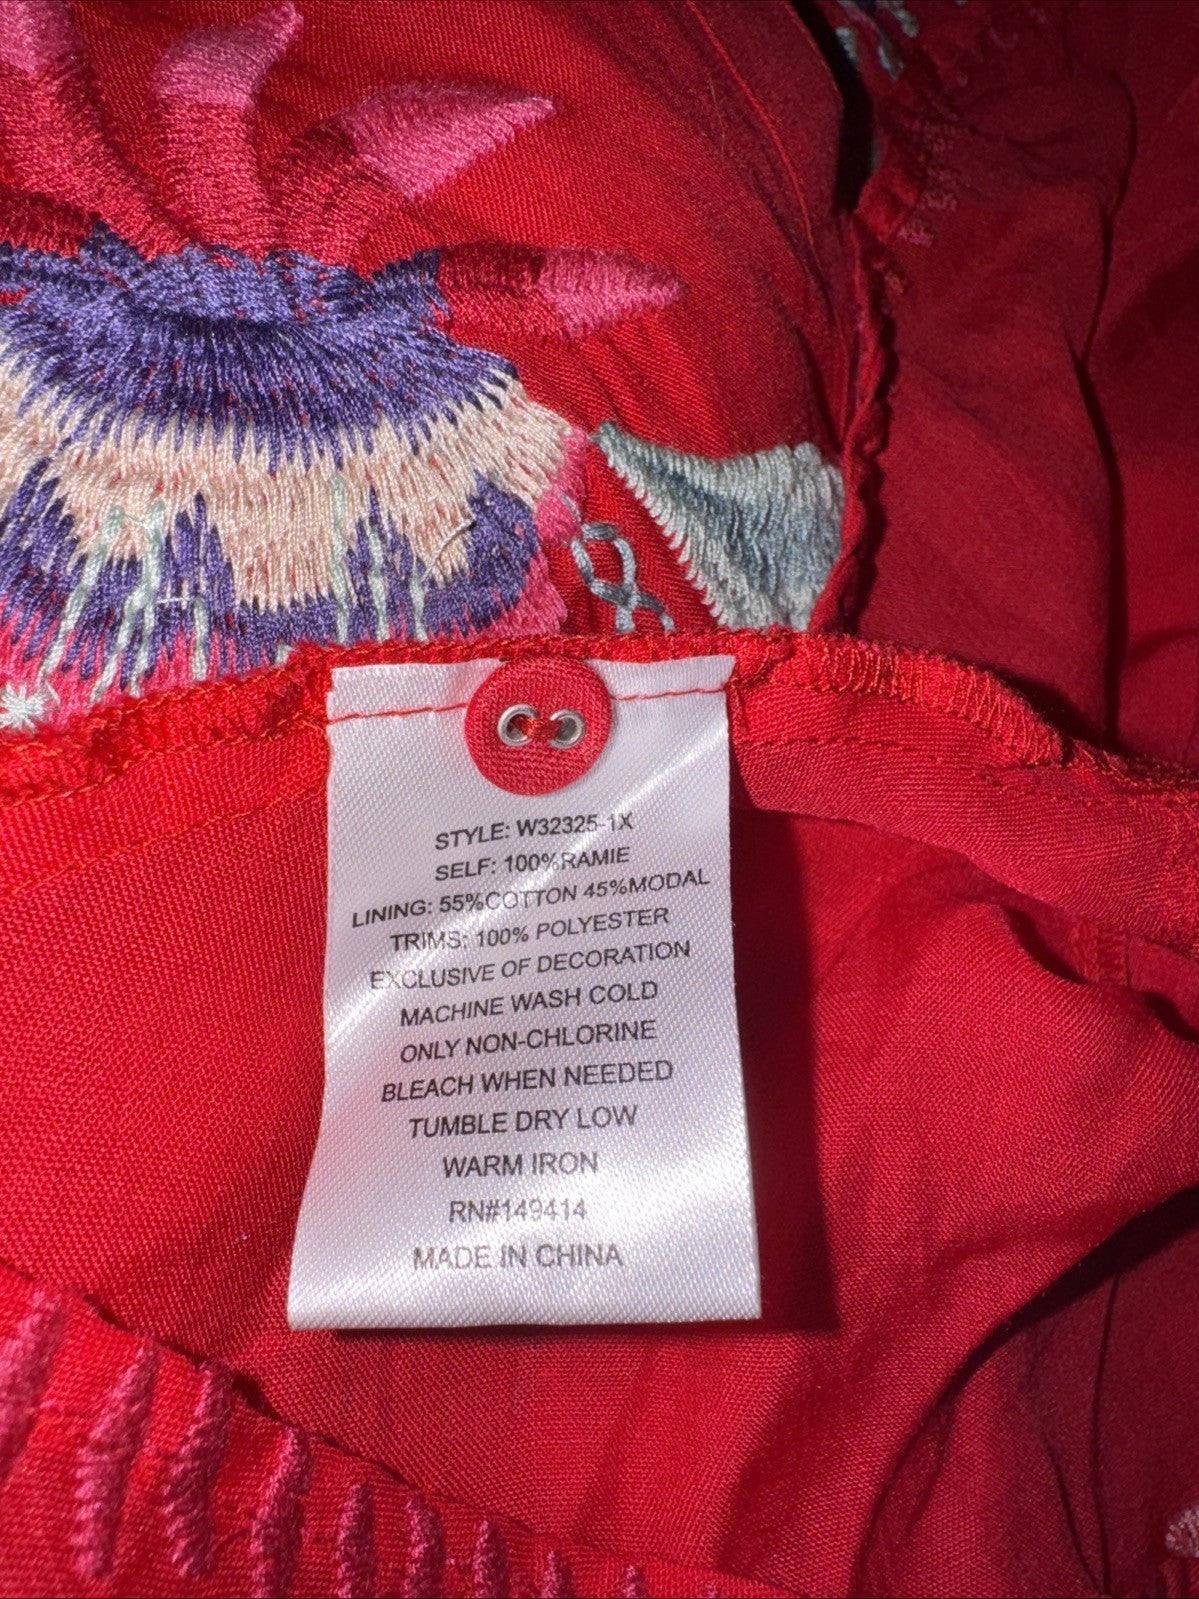 STYLE: W32325-1X
SELF: 100%RAMIE
LINING: 55%COTTON 45%MODAL
TRIMS: 100% POLYESTER
EXCLUSIVE OF DECORATION
MACHINE WASH COLD
ONLY NON-CHLORINE
BLEACH WHEN NEEDED
TUMBLE DRY LOW
WARM IRON
RN#149414
MADE IN CHINA